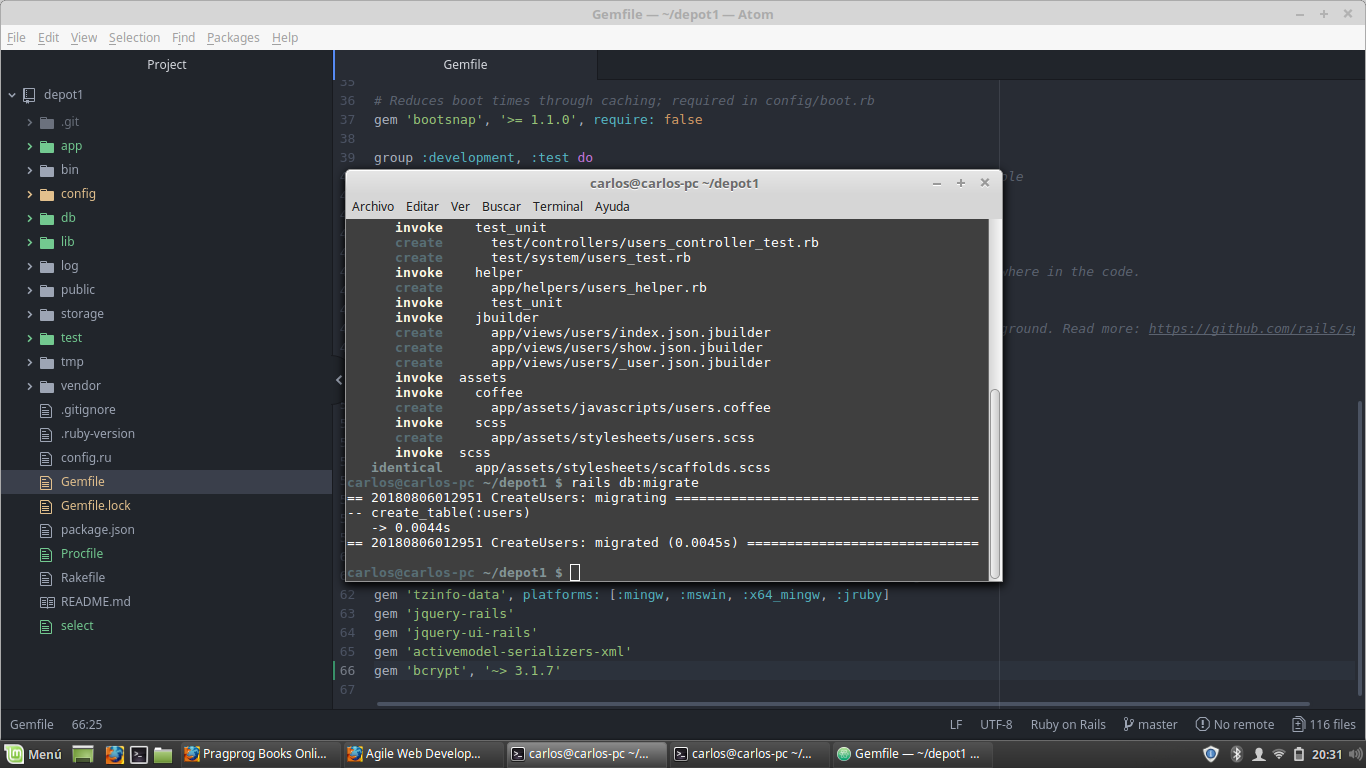 Gemfile — ~/depot1 — Atom
File Edit View Selection Find Packages Help
Project
Gemfile
depot1
.git
app
bin
config
db
lib
log
public
storage
test
tmp
vendor
.gitignore
.ruby-version
config.ru
Gemfile
Gemfile.lock
package.json
Procfile
Rakefile
README.md
select
35
36 # Reduces boot times through caching; required in config/boot.rb
37 gem 'bootsnap', '>= 1.1.0', require: false
38
39 group :development, :test do
where in the code.
round. Read more: https://github.com/rails/sp
carlos@carlos-pc ~/depot1
Archivo Editar Ver Buscar Terminal Ayuda
invoke test_unit
create test/controllers/users_controller_test.rb
create test/system/users_test.rb
invoke helper
create app/helpers/users_helper.rb
invoke test_unit
invoke jbuilder
create app/views/users/index.json.jbuilder
create app/views/users/show.json.jbuilder
create app/views/users/_user.json.jbuilder
invoke assets
invoke coffee
create app/assets/javascripts/users.coffee
invoke scss
create app/assets/stylesheets/users.scss
invoke scss
identical app/assets/stylesheets/scaffolds.scss
carlos@carlos-pc ~/depot1 $ rails db:migrate
== 20180806012951 CreateUsers: migrating ======================================
-- create_table(:users)
-> 0.0044s
== 20180806012951 CreateUsers: migrated (0.0045s) =============================
carlos@carlos-pc ~/depot1 $
62 gem 'tzinfo-data', platforms: [:mingw, :mswin, :x64_mingw, :jruby]
63 gem 'jquery-rails'
64 gem 'jquery-ui-rails'
65 gem 'activemodel-serializers-xml'
66 gem 'bcrypt', '~> 3.1.7'
67
Gemfile 66:25 LF UTF-8 Ruby on Rails master No remote 116 files
Menú Pragprog Books Onli... Agile Web Develop... carlos@carlos-pc ~/... carlos@carlos-pc ~/... Gemfile — ~/depot1 ... 20:31